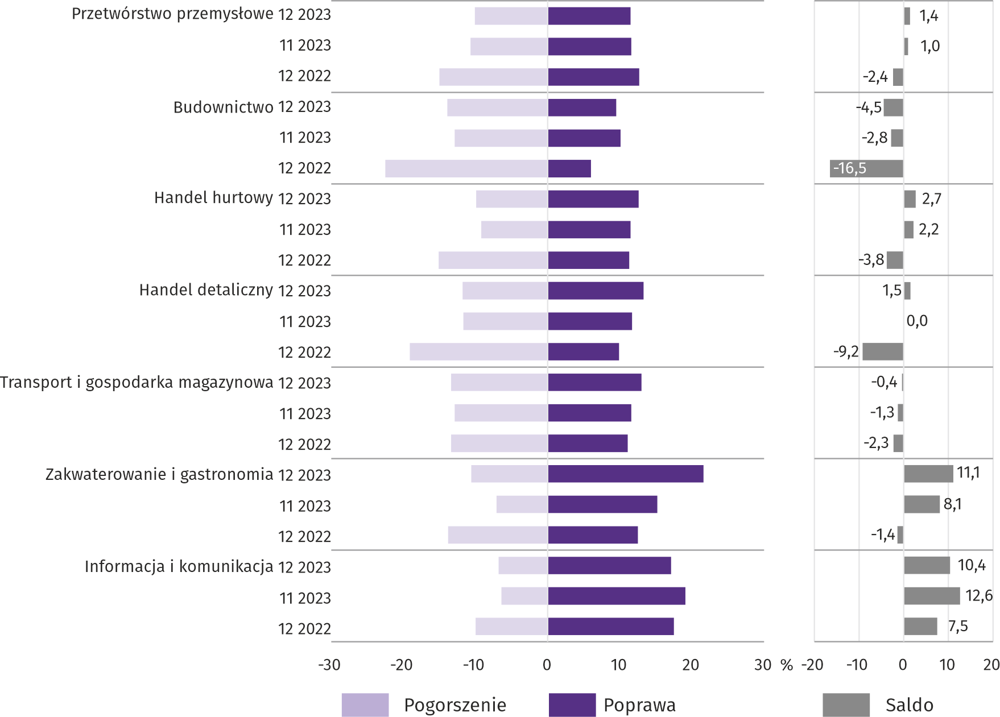 Przetwórstwo przemysłowe 12 2023 1,4
11 2023 1,0
12 2022 -2,4
Budownictwo 12 2023 -4,5
11 2023 -2,8
12 2022 -16,5
Handel hurtowy 12 2023 2,7
11 2023 2,2
12 2022 -3,8
Handel detaliczny 12 2023 1,5
11 2023 0,0
12 2022 -9,2
Transport i gospodarka magazynowa 12 2023 -0,4
11 2023 -1,3
12 2022 -2,3
Zakwaterowanie i gastronomia 12 2023 11,1
11 2023 8,1
12 2022 -1,4
Informacja i komunikacja 12 2023 10,4
11 2023 12,6
12 2022 7,5
-30 -20 -10 0 10 20 30 % -20 -10 0 10 20
Pogorszenie Poprawa Saldo